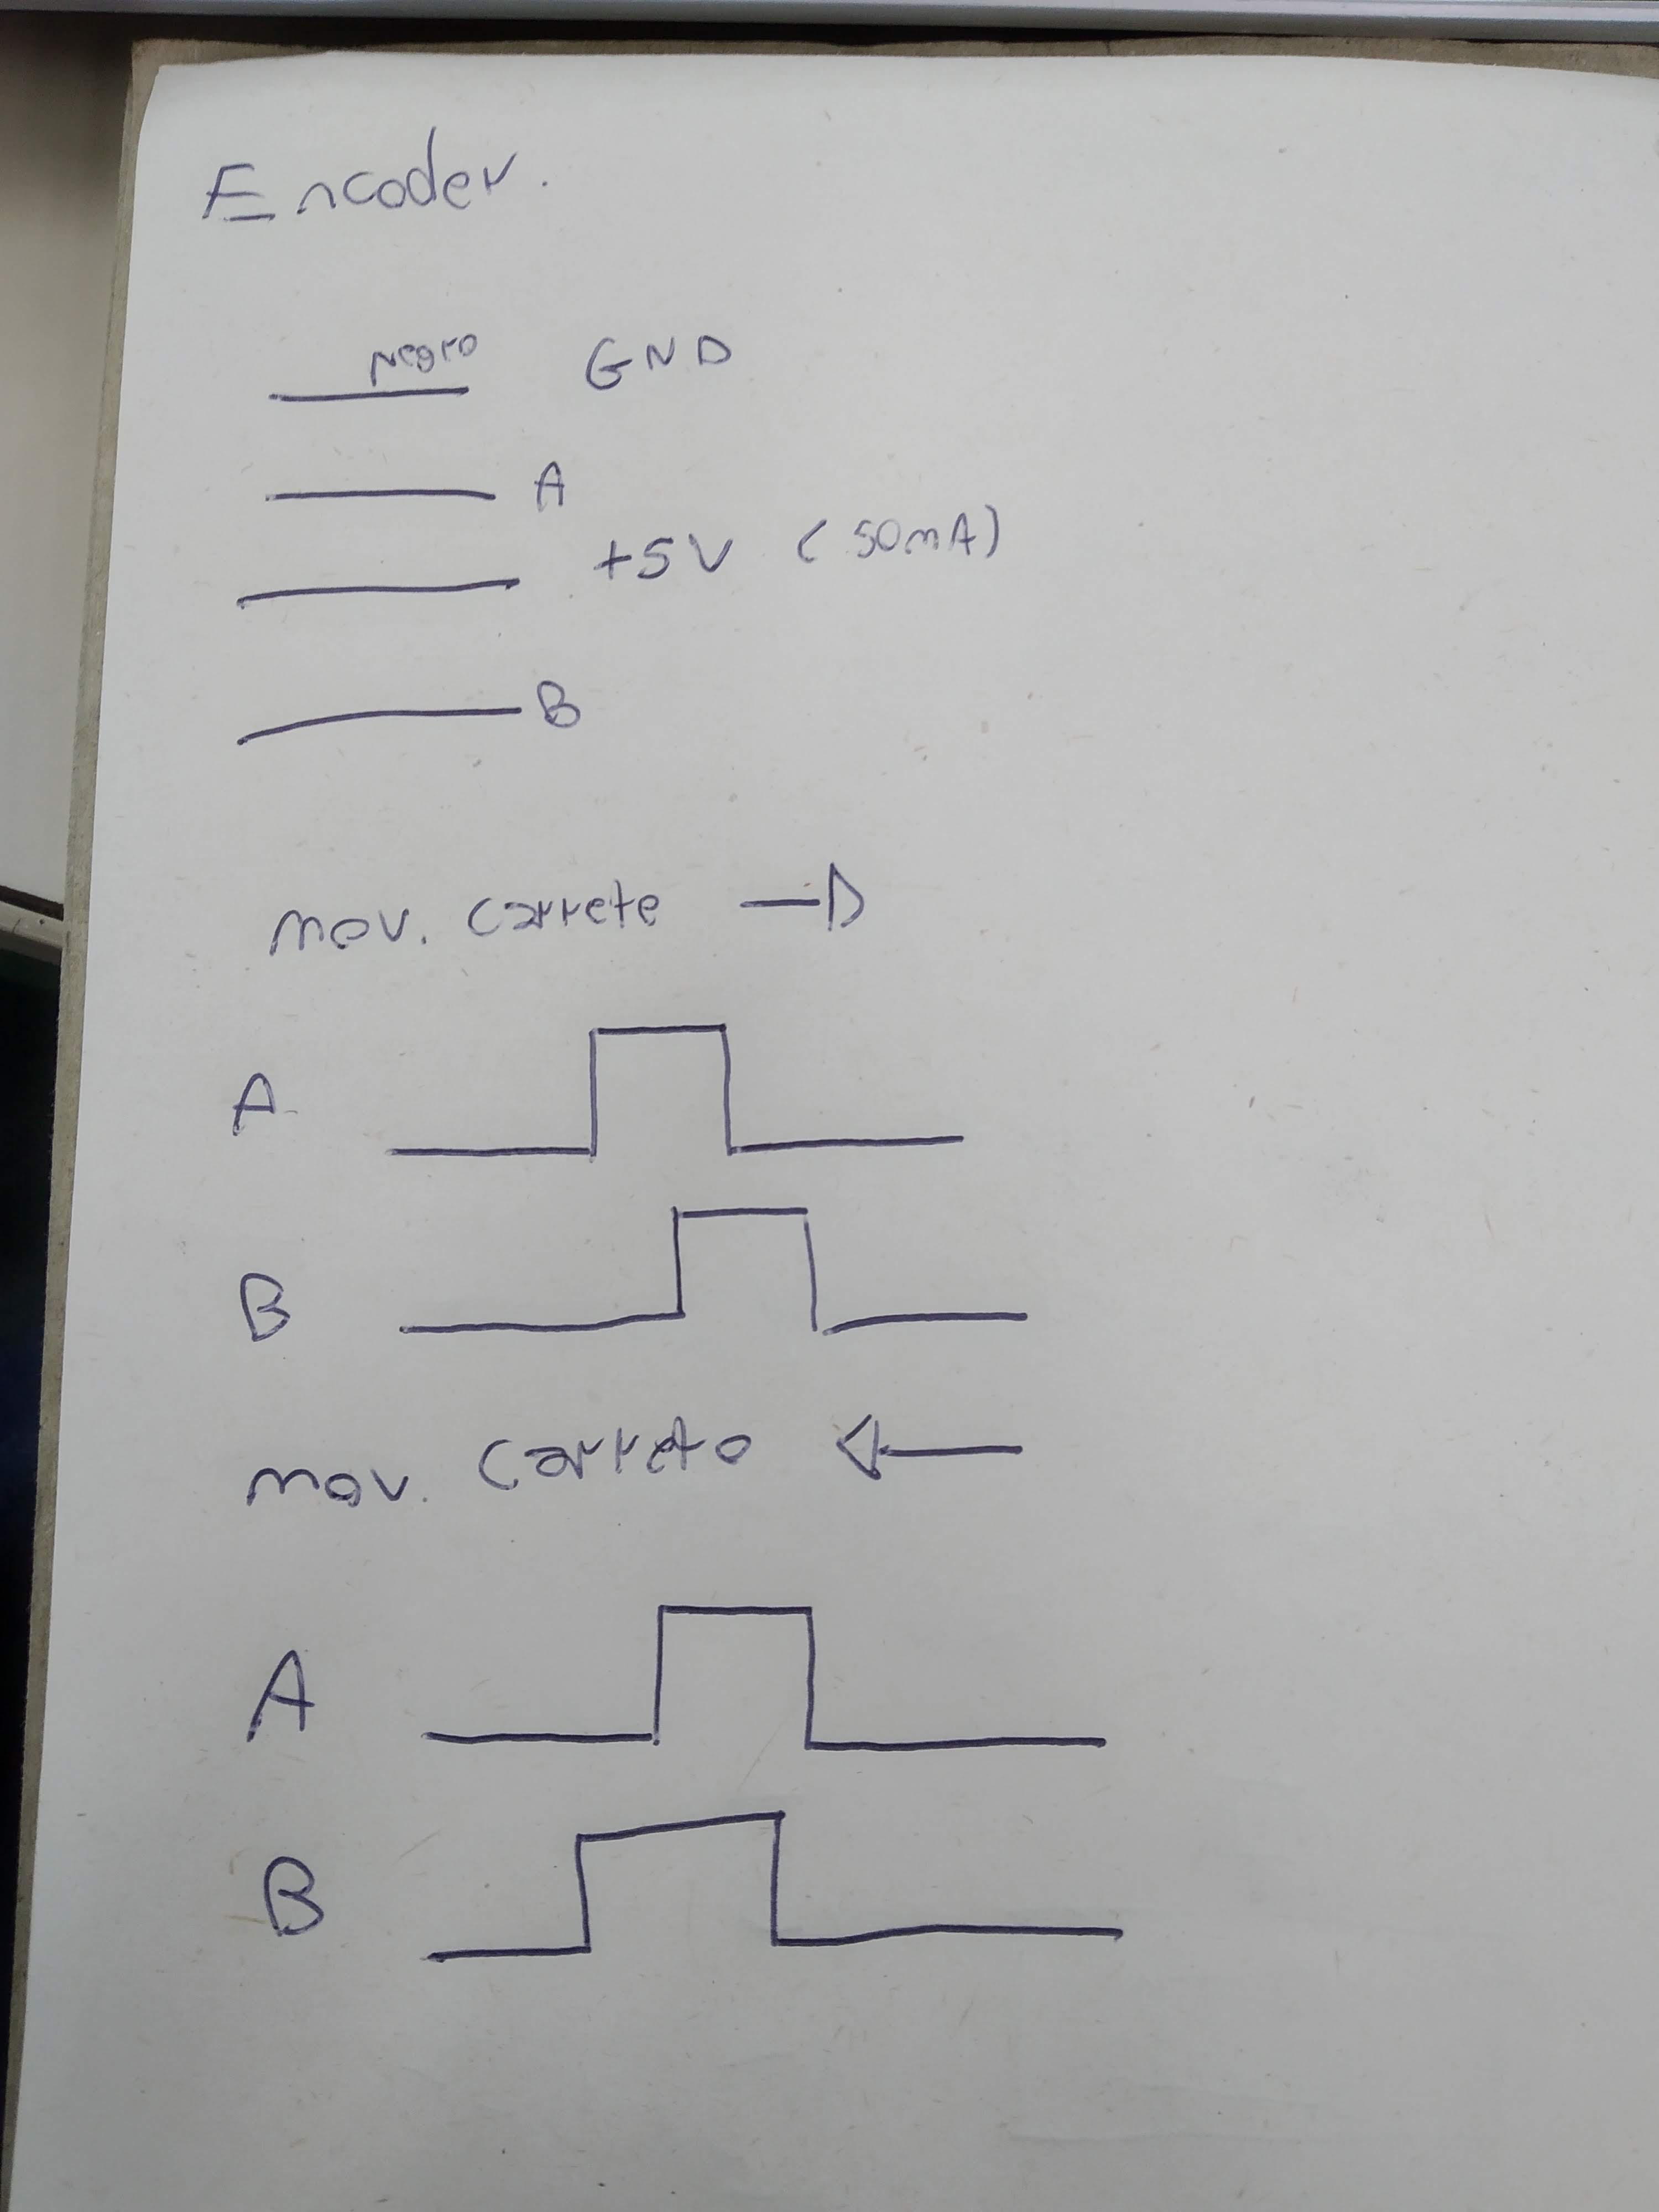 Encoder.
negro GND
A
+5V (50mA)
B
mov. carrete
A
B
mov. carreto
A
B